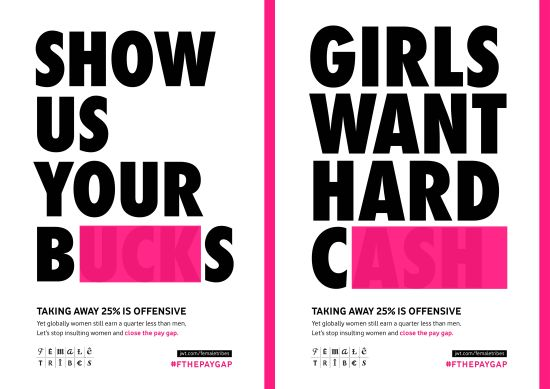 SHOW
US
YOUR
BUCKS
TAKING AWAY 25% IS OFFENSIVE
Yet globally women still earn a quarter less than men.
Let's stop insulting women and close the pay gap.
Female
TRIBES
jwt.com/femaletribes
#FTHEPAYGAP
GIRLS
WANT
HARD
CASH
TAKING AWAY 25% IS OFFENSIVE
Yet globally women still earn a quarter less than men.
Let's stop insulting women and close the pay gap.
Female
TRIBES
jwt.com/femaletribes
#FTHEPAYGAP